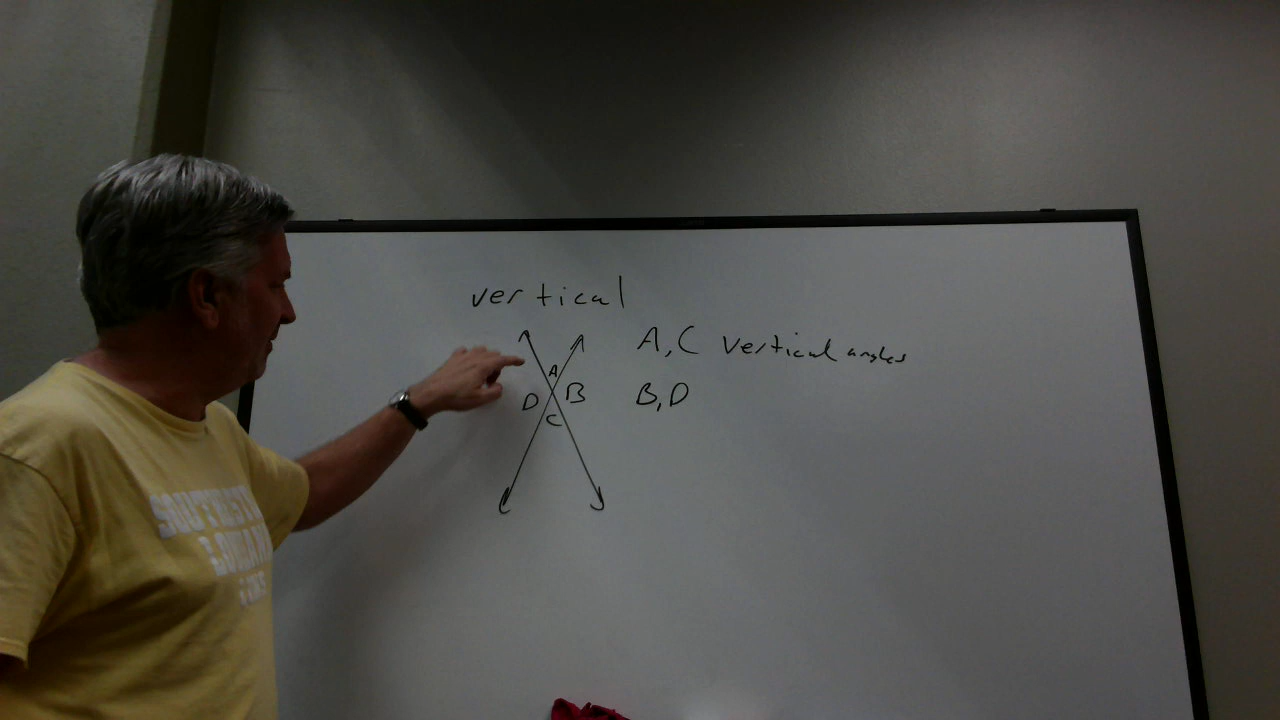 vertical
A, C vertical angles
A
D B
B, D
C